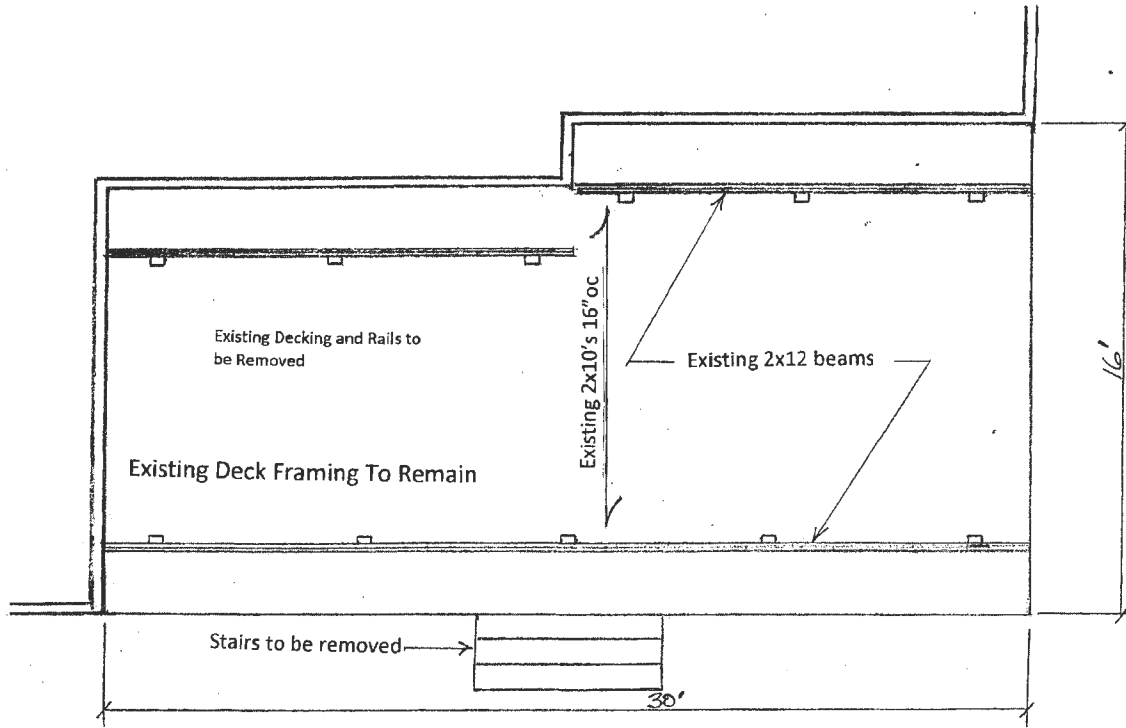 Existing Decking and Rails to
be Removed
Existing 2x10's 16"oc
Existing 2x12 beams
16'
Existing Deck Framing To Remain
Stairs to be removed
30'